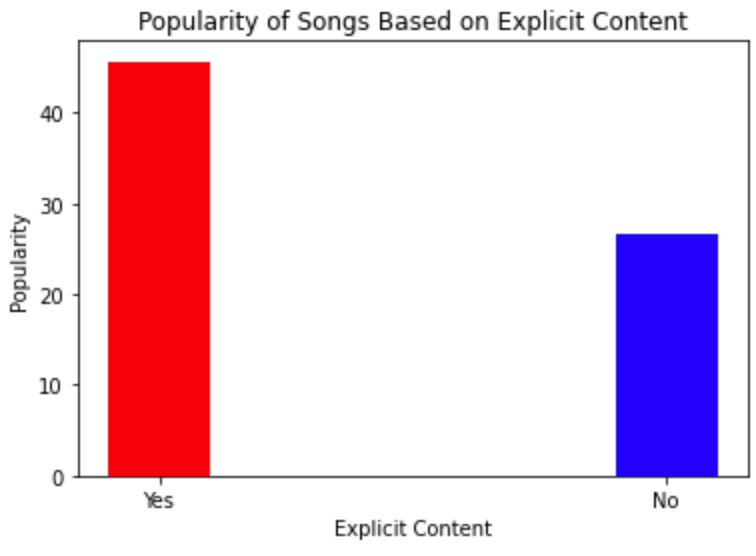 Popularity of Songs Based on Explicit Content
40
30
20
10
0
Popularity
Yes
No
Explicit Content